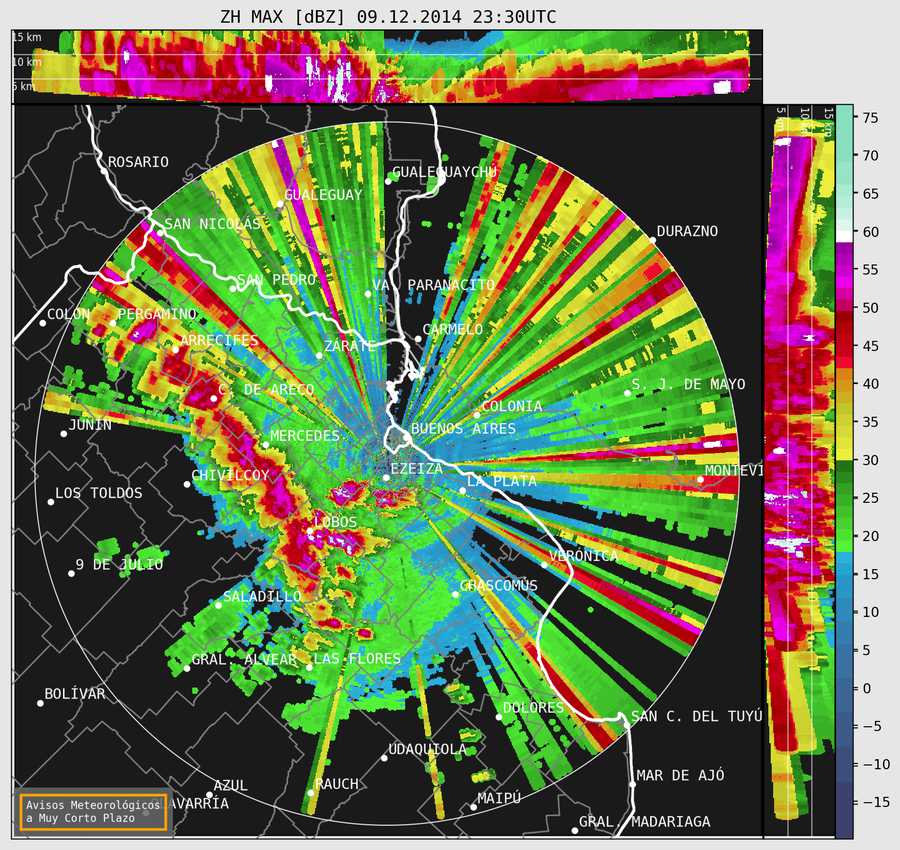 ZH MAX [dBZ] 09.12.2014 23:30UTC
15 km
10 km
5 km
5 km
10 km
15 km
ROSARIO
GUALEGUAYCHÚ
GUALEGUAY
SAN NICOLÁS
DURAZNO
SAN PEDRO
VA. PARANACITO
COLÓN
PERGAMINO
CARMELO
ARRECIFES
ZÁRATE
C. DE ARECO
S. J. DE MAYO
COLONIA
JUNÍN
MERCEDES
BUENOS AIRES
EZEIZA
MONTEVI
CHIVILCOY
LA PLATA
LOS TOLDOS
LOBOS
9 DE JULIO
VERÓNICA
CHASCOMÚS
SALADILLO
GRAL. ALVEAR
LAS FLORES
BOLÍVAR
DOLORES
SAN C. DEL TUYÚ
UDAQUIOLA
AZUL
RAUCH
MAR DE AJÓ
MAIPÚ
AVARRÍA
GRAL. MADARIAGA
Avisos Meteorológicos
a Muy Corto Plazo
75
70
65
60
55
50
45
40
35
30
25
20
15
10
5
0
−5
−10
−15